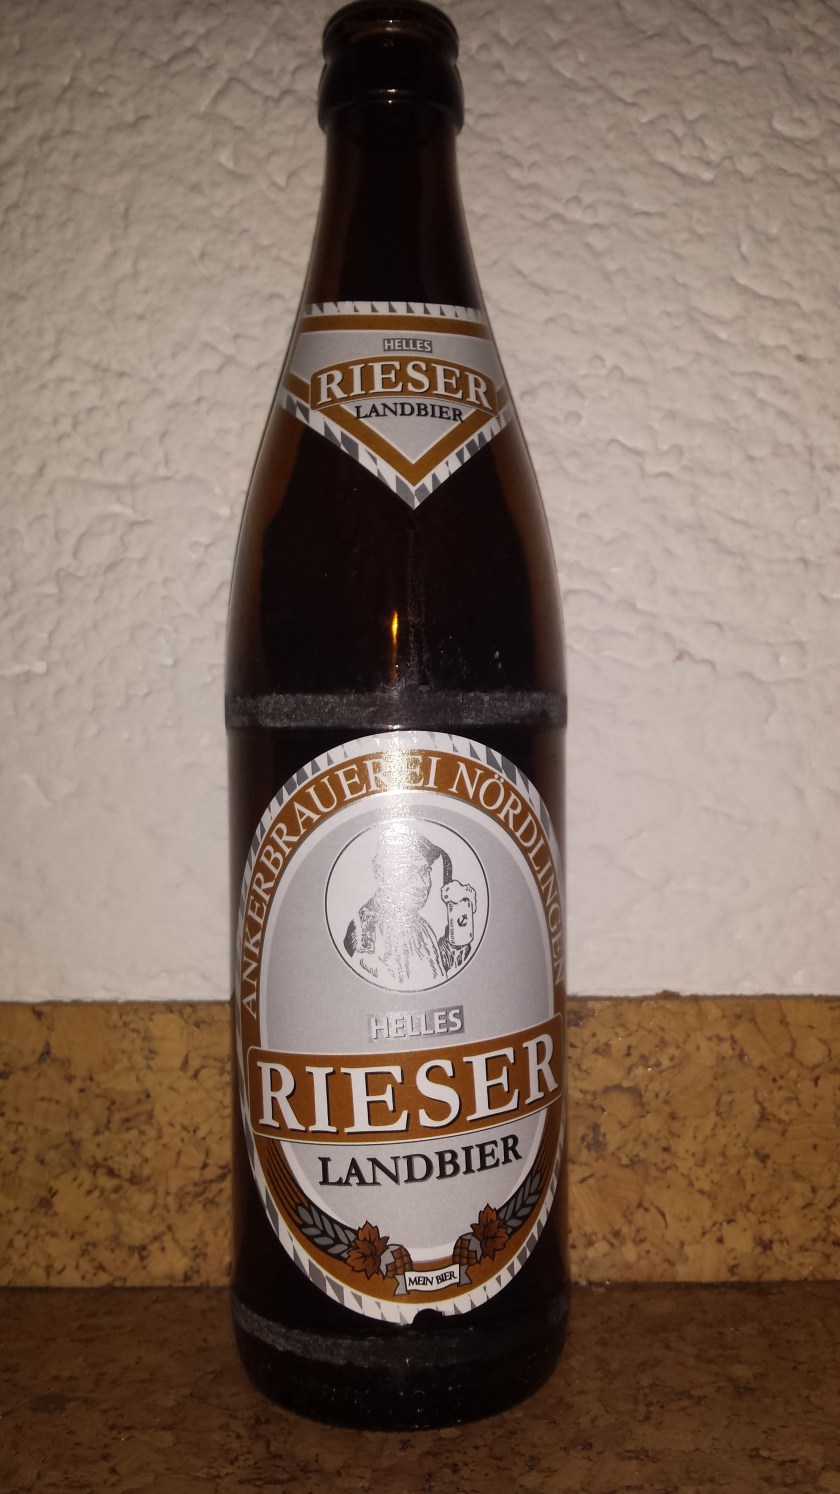 HELLES
RIESER
LANDBIER
ANKERBRAUEREI NÖRDLINGEN
HELLES
RIESER
LANDBIER
MEIN BIER